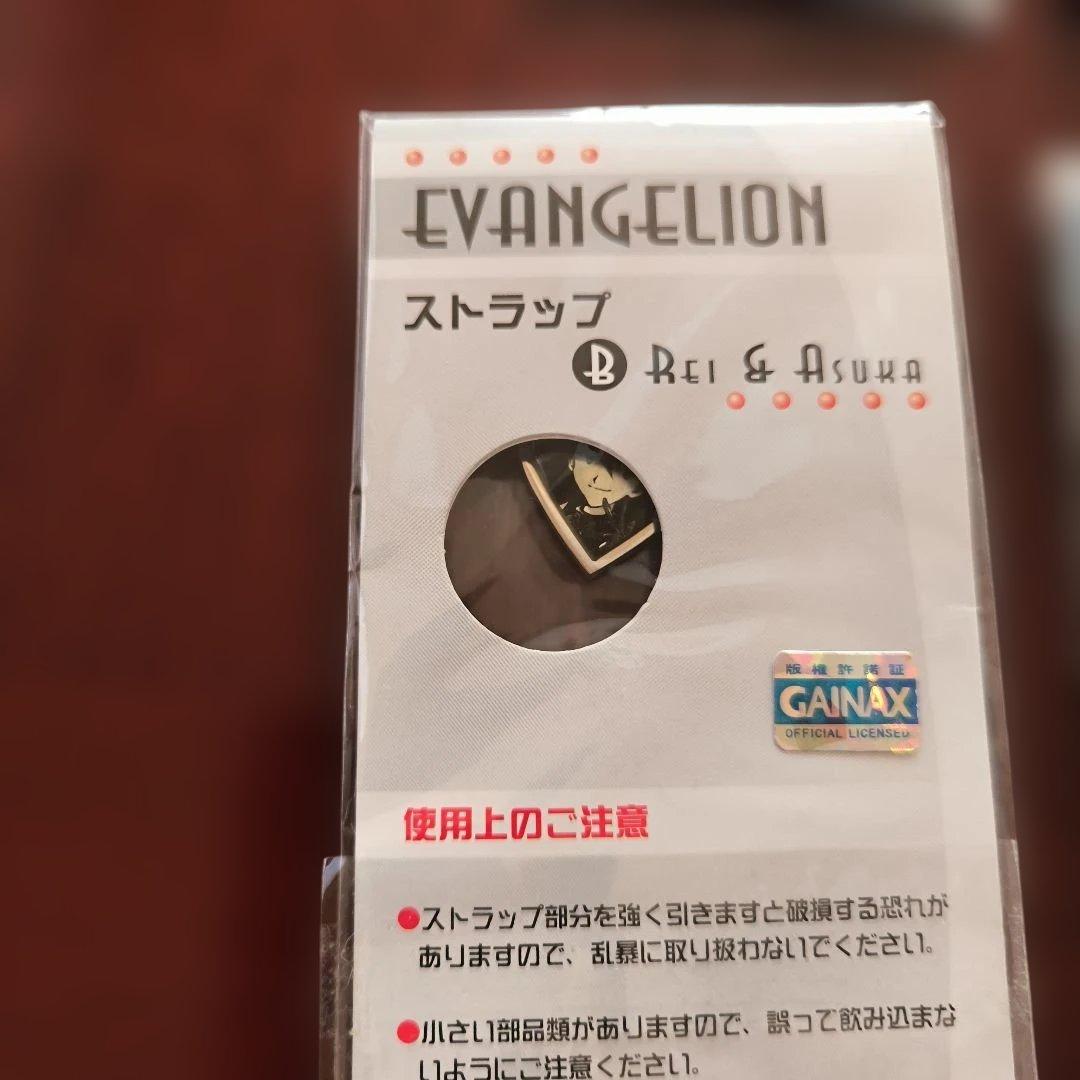 EVANGELION
ストラップ
B REI & ASUKA
版権許諾証
GAINAX
OFFICIAL LICENSED
使用上のご注意
●ストラップ部分を強く引きますと破損する恐れが
ありますので、乱暴に取り扱わないでください。
●小さい部品類がありますので、誤って飲み込まな
いようにご注意ください。